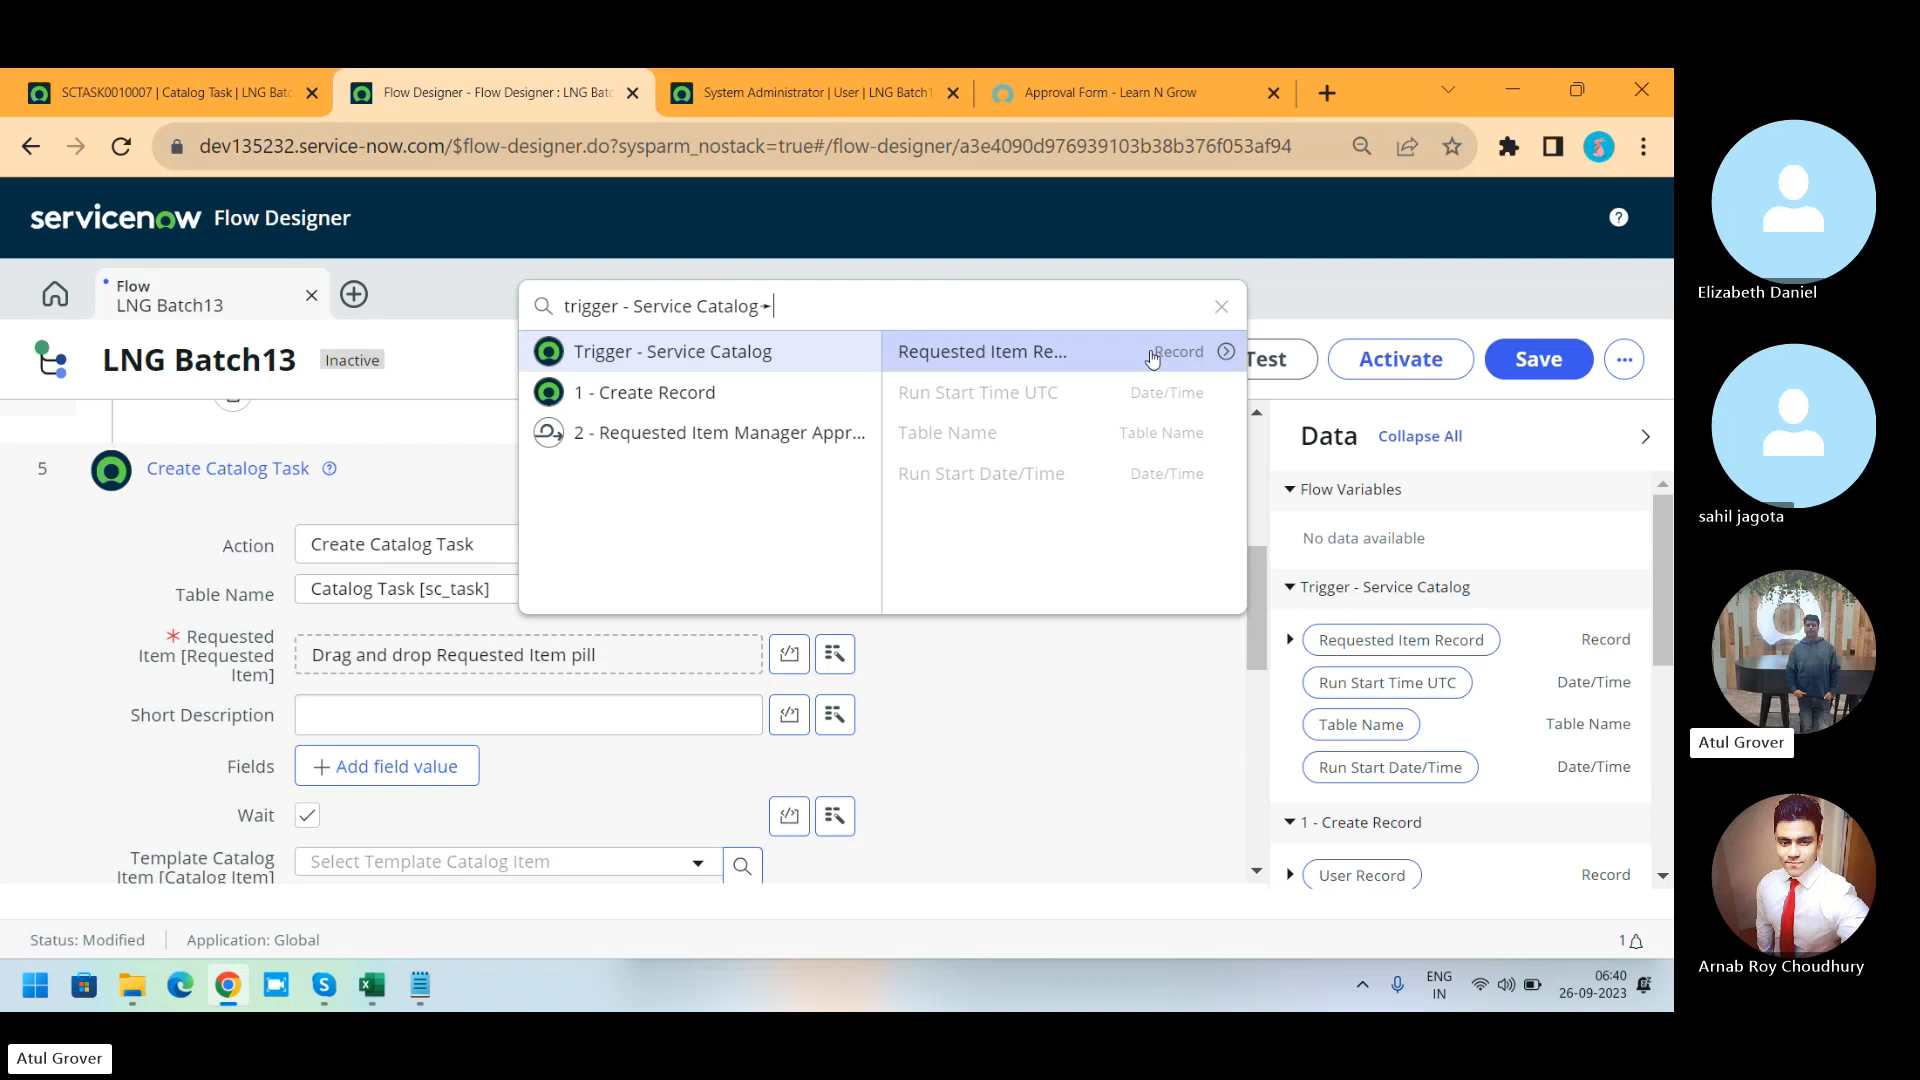 SCTASK0010007 | Catalog Task | LNG Batc
Flow Designer - Flow Designer : LNG Batc
System Administrator | User | LNG Batch1
Approval Form - Learn N Grow
dev135232.service-now.com/$flow-designer.do?sysparm_nostack=true#/flow-designer/a3e4090d976939103b38b376f053af94
servicenow Flow Designer
Flow
LNG Batch13
LNG Batch13
Inactive
Test
Activate
Save
trigger - Service Catalog➛
Trigger - Service Catalog
1 - Create Record
2 - Requested Item Manager Appr...
Requested Item Re... Record
Run Start Time UTC Date/Time
Table Name Table Name
Run Start Date/Time Date/Time
5 Create Catalog Task
Action Create Catalog Task
Table Name Catalog Task [sc_task]
* Requested
Item [Requested
Item]
Drag and drop Requested Item pill
Short Description
Fields + Add field value
Wait
Template Catalog
Item [Catalog Item]
Select Template Catalog Item
Data Collapse All
Flow Variables
No data available
Trigger - Service Catalog
Requested Item Record Record
Run Start Time UTC Date/Time
Table Name Table Name
Run Start Date/Time Date/Time
1 - Create Record
User Record Record
Status: Modified Application: Global
1
ENG
IN
06:40
26-09-2023
Elizabeth Daniel
sahil jagota
Atul Grover
Arnab Roy Choudhury
Atul Grover